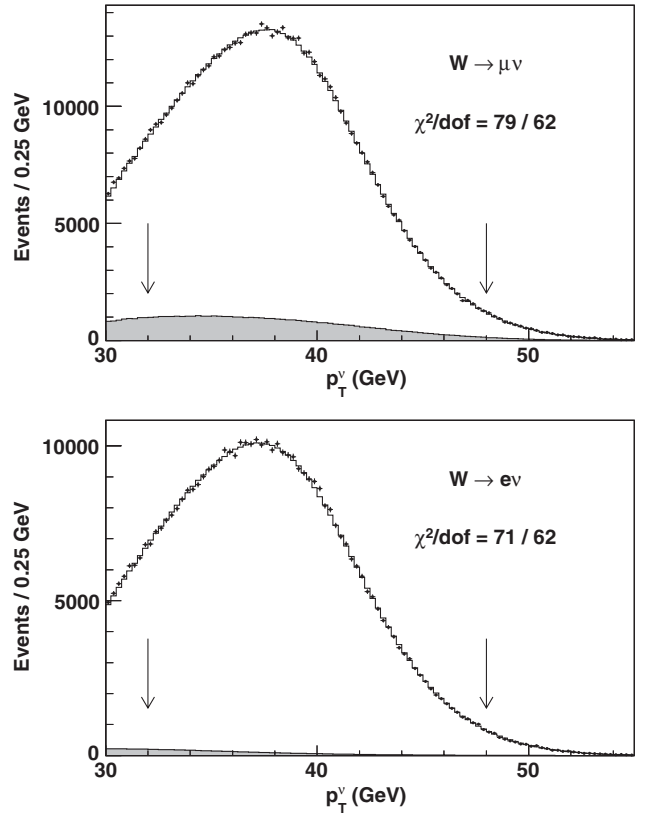 Events / 0.25 GeV
10000
5000
0
W → μν
χ²/dof = 79 / 62
30 40 50
p_T^ν (GeV)
Events / 0.25 GeV
10000
5000
0
W → eν
χ²/dof = 71 / 62
30 40 50
p_T^ν (GeV)